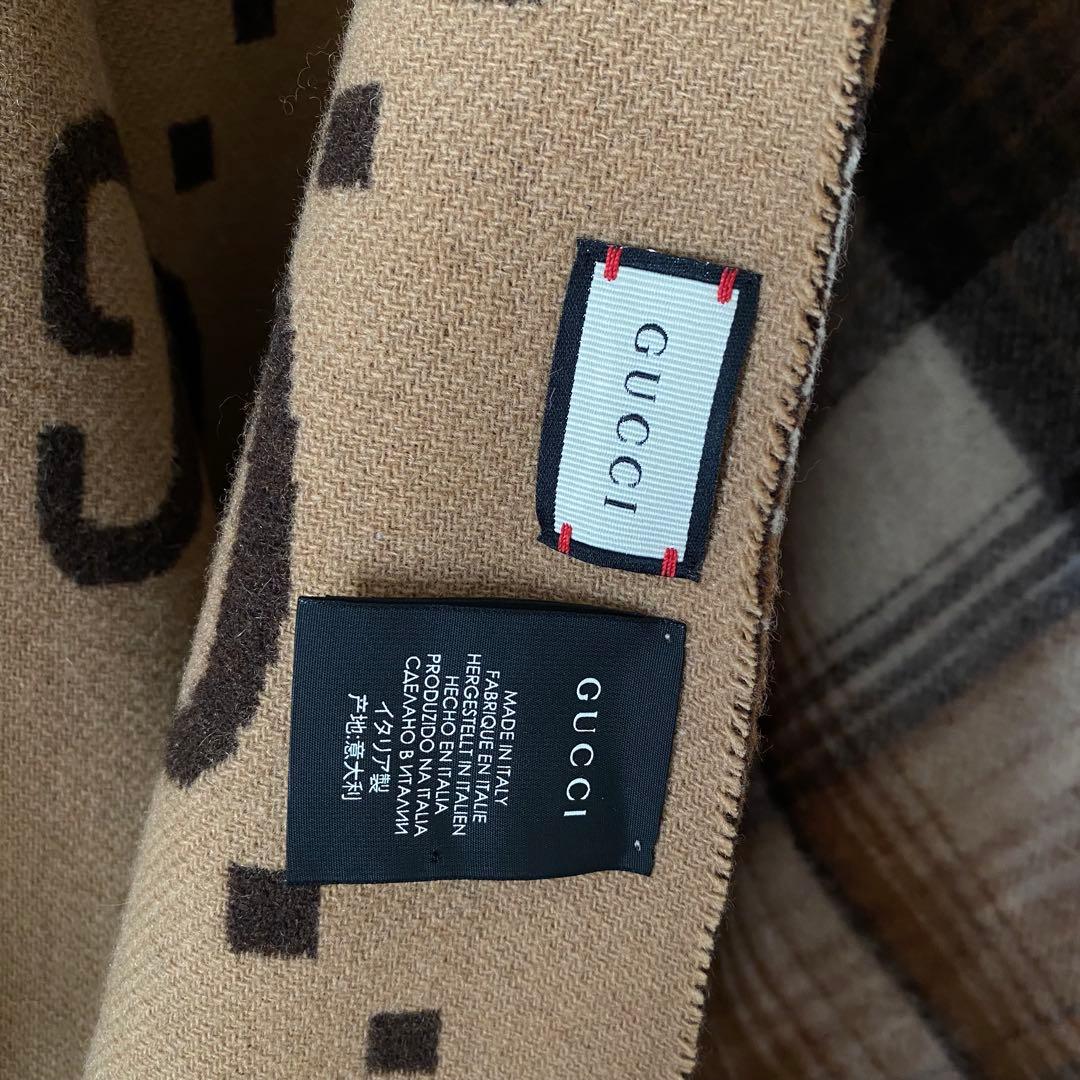 GUCCI
GUCCI
MADE IN ITALY
FABRIQUE EN ITALIE
HERGESTELLT IN ITALIEN
HECHO EN ITALIA
PRODUZIDO NA ITALIA
СДЕЛАНО В ИТАЛИИ
イタリア製
产地:意大利